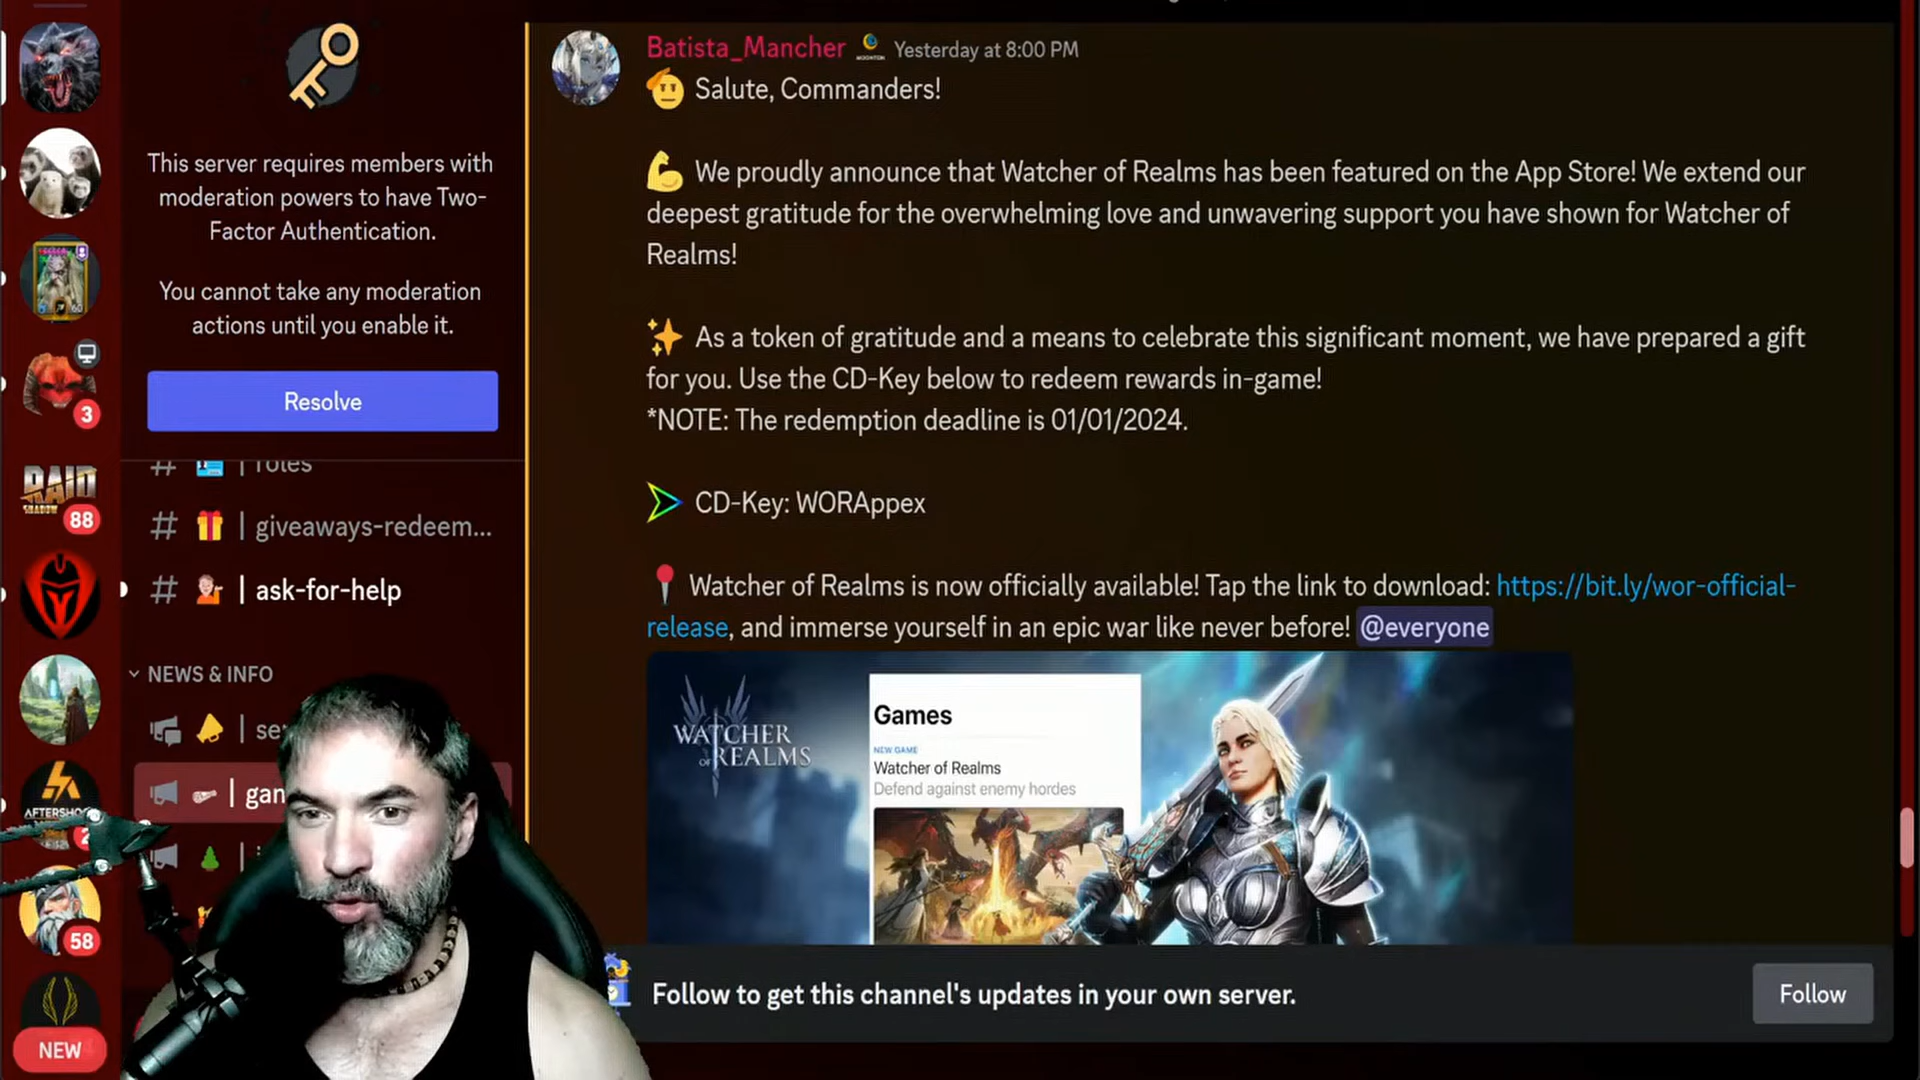 This server requires members with
moderation powers to have Two-
Factor Authentication.
You cannot take any moderation
actions until you enable it.
Resolve
# | roles
# | giveaways-redeem...
# | ask-for-help
NEWS & INFO
3
RAID
SHADOW
88
AFTERSHO
58
NEW
Batista_Mancher Yesterday at 8:00 PM
Salute, Commanders!
We proudly announce that Watcher of Realms has been featured on the App Store! We extend our
deepest gratitude for the overwhelming love and unwavering support you have shown for Watcher of
Realms!
As a token of gratitude and a means to celebrate this significant moment, we have prepared a gift
for you. Use the CD-Key below to redeem rewards in-game!
*NOTE: The redemption deadline is 01/01/2024.
CD-Key: WORAppex
Watcher of Realms is now officially available! Tap the link to download: https://bit.ly/wor-official-
release, and immerse yourself in an epic war like never before! @everyone
WATCHER
OF REALMS
Games
NEW GAME
Watcher of Realms
Defend against enemy hordes
Follow to get this channel's updates in your own server.
Follow